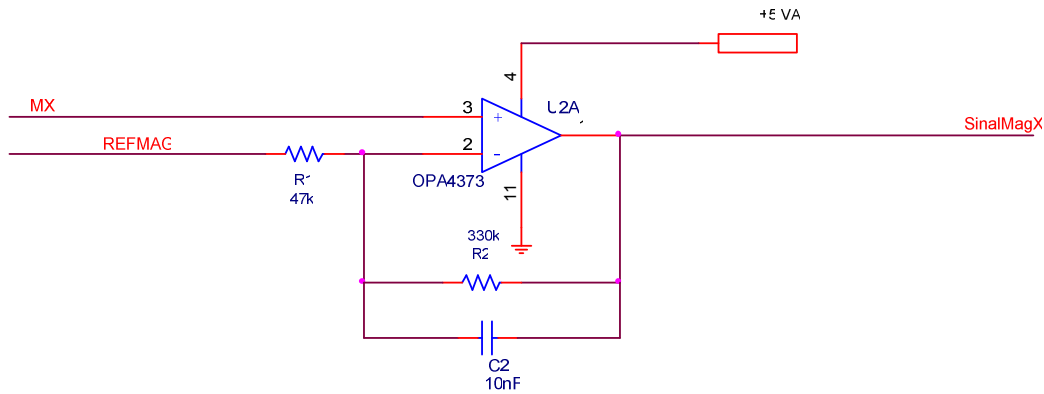 +5 VA
4
U2A
MX
3
+
SinalMagX
REFMAG
2
-
R1
47k
OPA4373
11
330k
R2
C2
10nF